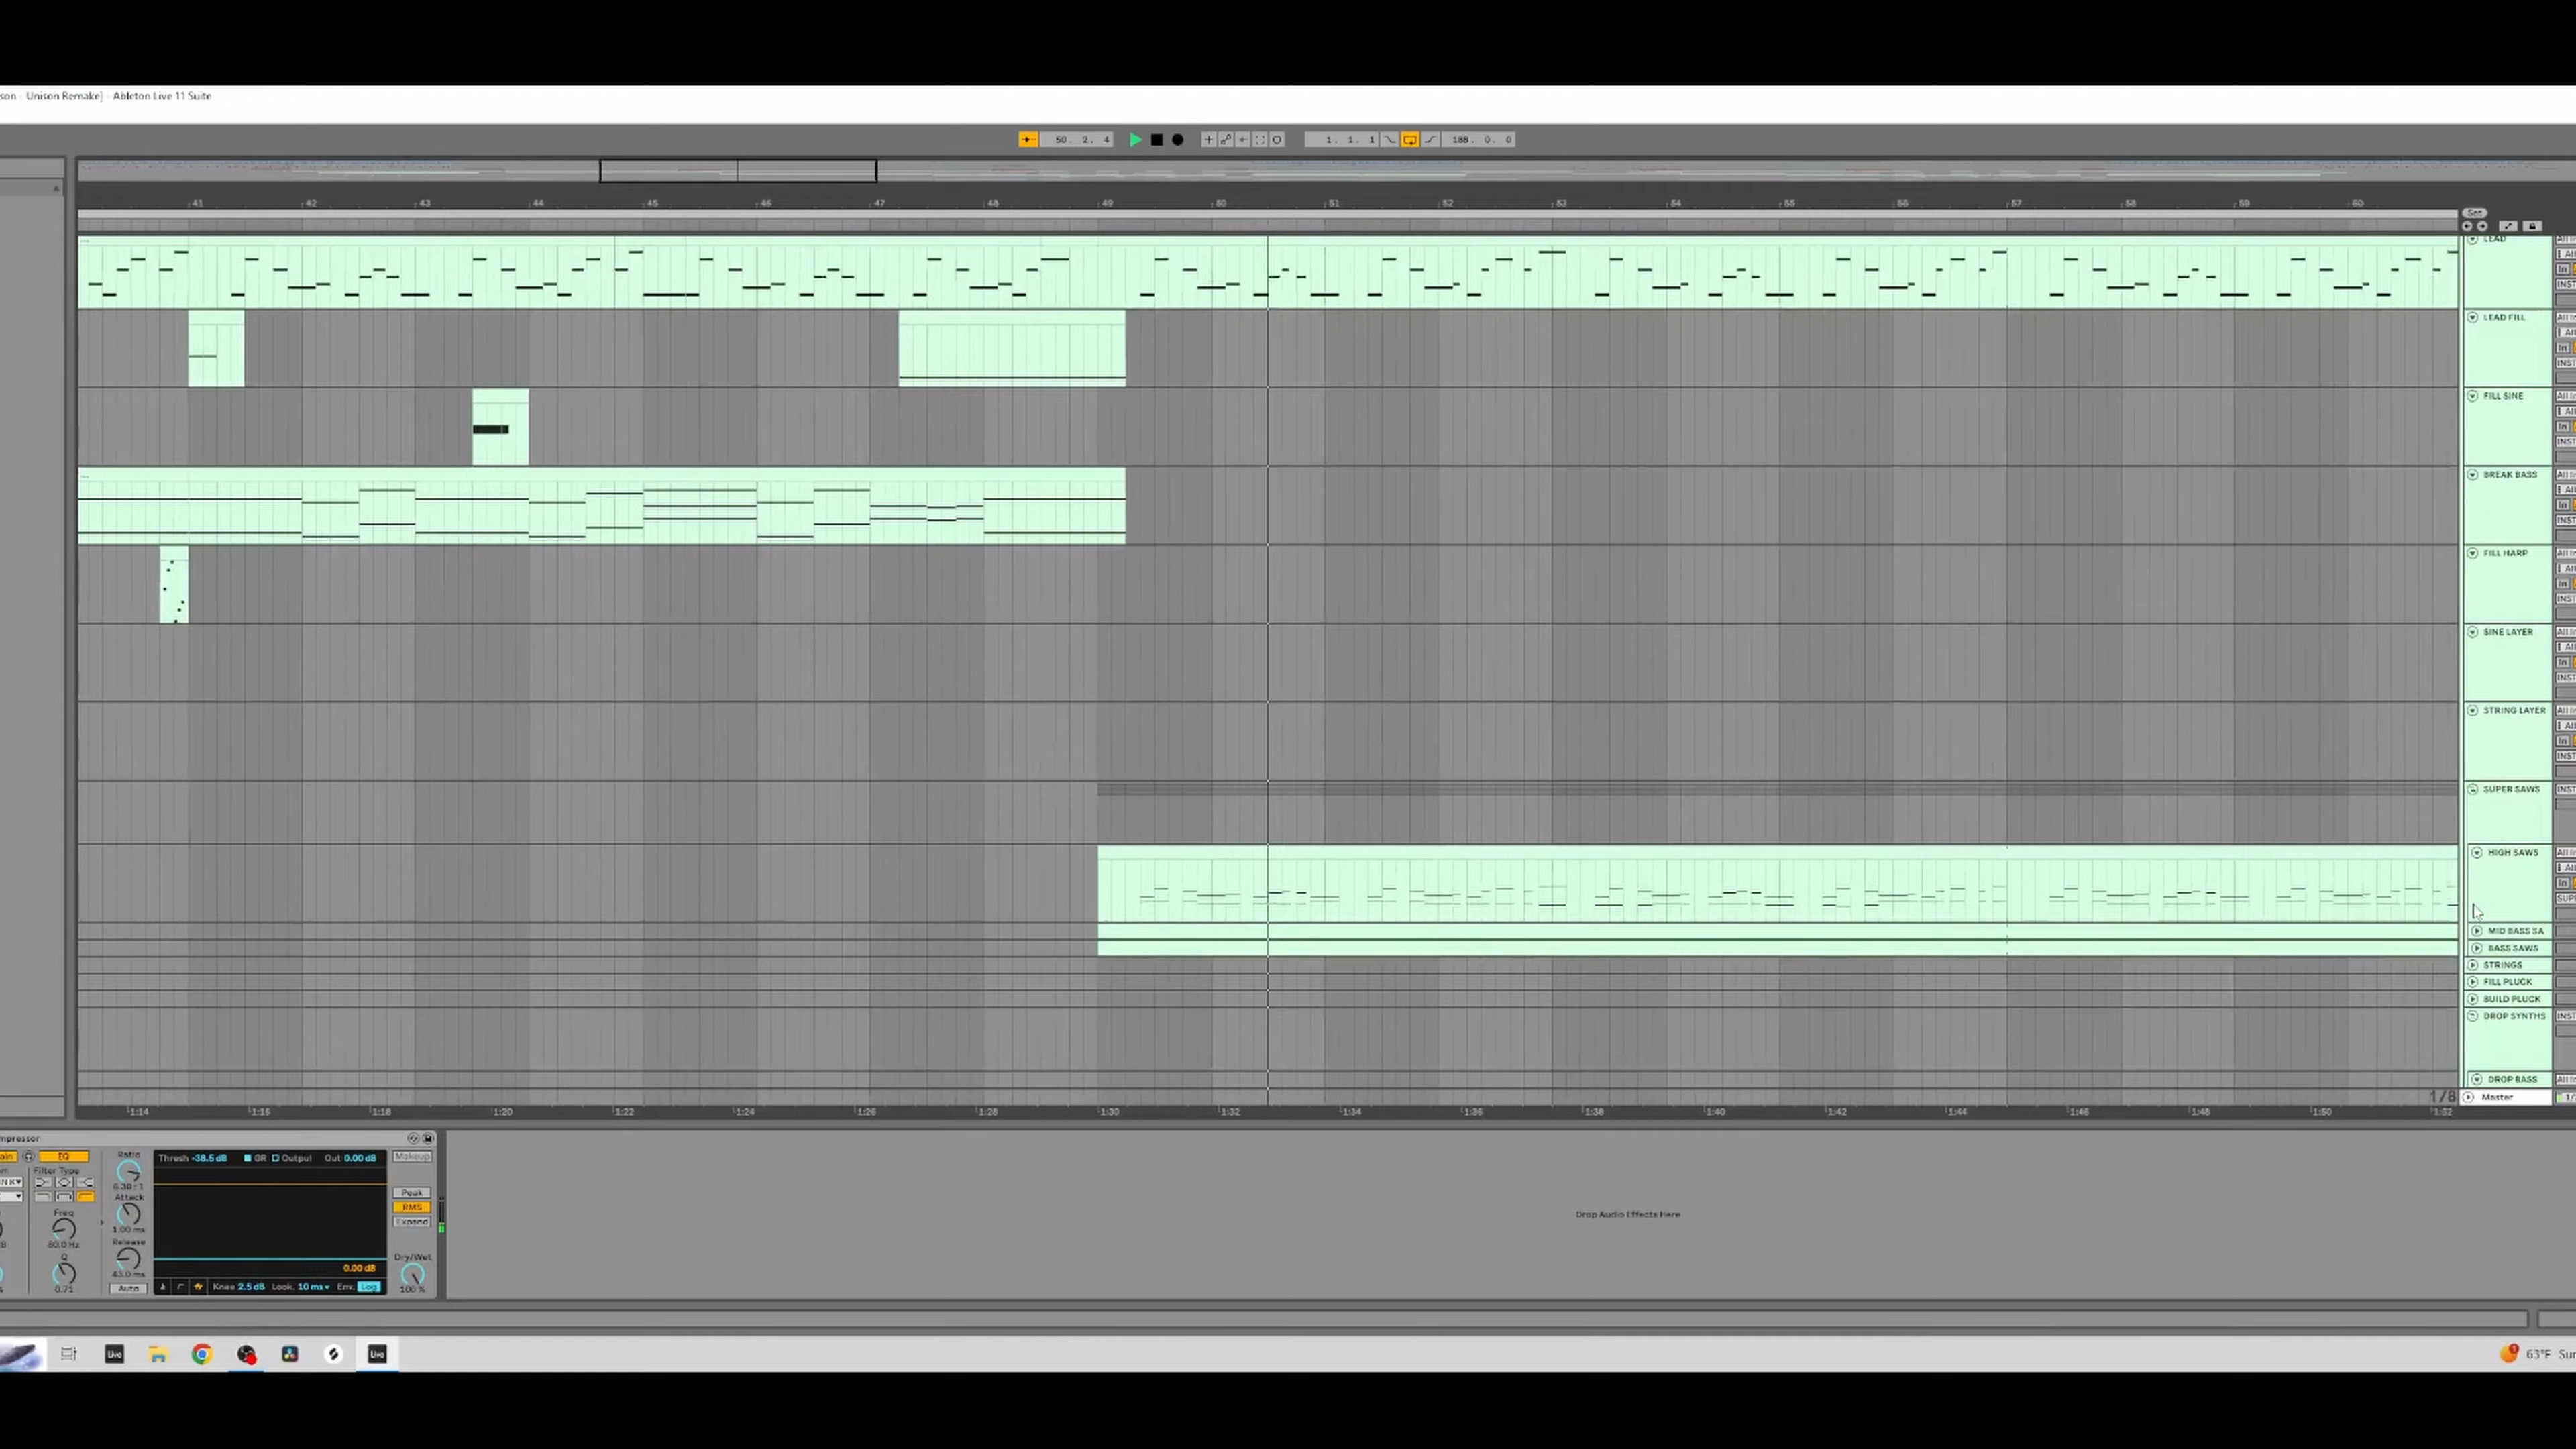 son - Unison Remake] - Ableton Live 11 Suite
50. 2. 4
1. 1. 1
188. 0. 0
41 42 43 44 45 46 47 48 49 50 51 52 53 54 55 56 57 58 59 60
Set
LEAD
LEAD FILL
FILL SINE
BREAK BASS
FILL HARP
SINE LAYER
STRING LAYER
SUPER SAWS
HIGH SAWS
MID BASS SA
BASS SAWS
STRINGS
FILL PLUCK
BUILD PLUCK
DROP SYNTHS
DROP BASS
1/8
Master
1:14 1:16 1:18 1:20 1:22 1:24 1:26 1:28 1:30 1:32 1:34 1:36 1:38 1:40 1:42 1:44 1:46 1:48 1:50 1:52
mpressor
ain EQ Ratio Thresh -38.5 dB GR Output Out 0.00 dB Makeup
Filter Type
6.30 : 1
Attack
Peak
RMS
Expand
Freq
1.00 ms
80.0 Hz
Release
Q
43.0 ms
Dry/Wet
0.00 dB
0.71
Auto
Knee 2.5 dB Look. 10 ms Env. Log
100 %
Drop Audio Effects Here
Live
Live
63°F Sun